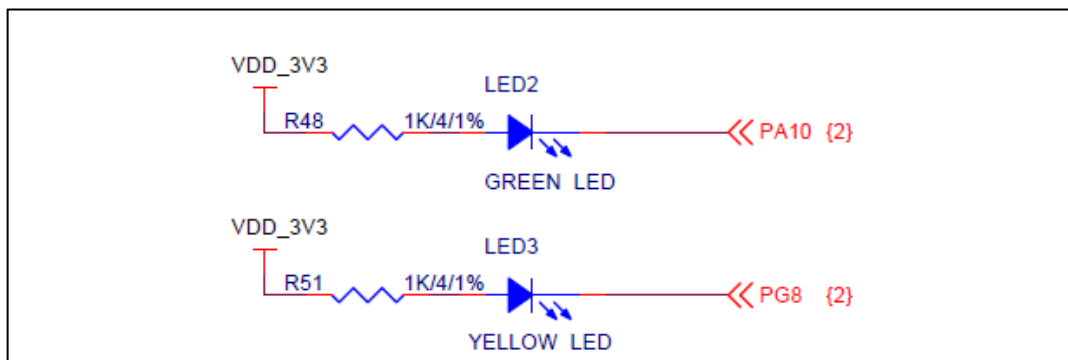 VDD_3V3
LED2
R48 1K/4/1% PA10 {2}
GREEN LED
VDD_3V3
LED3
R51 1K/4/1% PG8 {2}
YELLOW LED